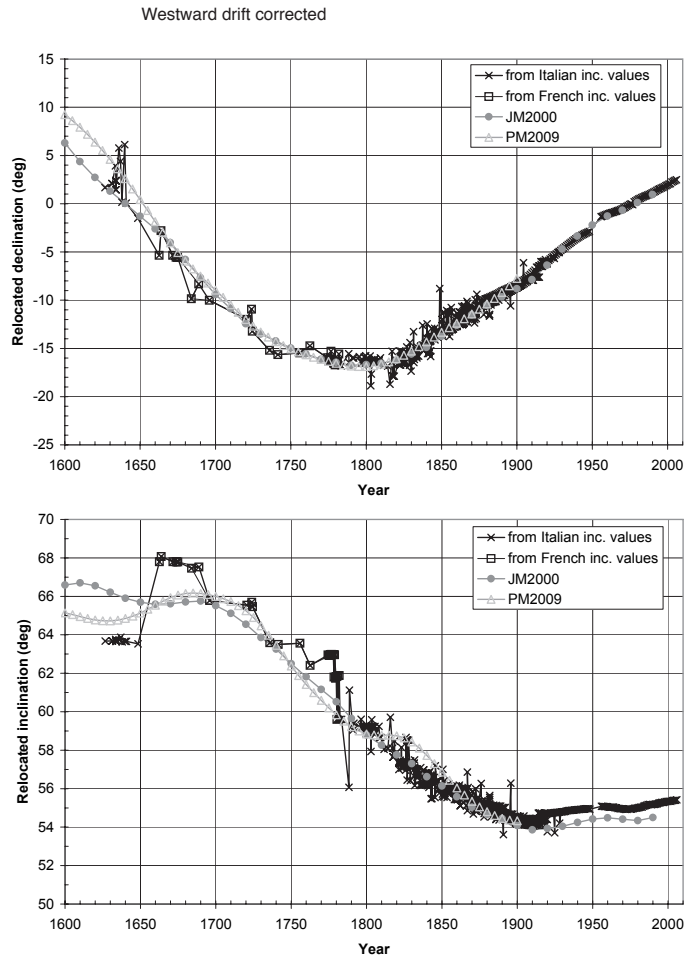 Westward drift corrected
15
10
5
0
-5
-10
-15
-20
-25
Relocated declination (deg)
from Italian inc. values
from French inc. values
JM2000
PM2009
1600 1650 1700 1750 1800 1850 1900 1950 2000
Year
70
68
66
64
62
60
58
56
54
52
50
Relocated inclination (deg)
from Italian inc. values
from French inc. values
JM2000
PM2009
1600 1650 1700 1750 1800 1850 1900 1950 2000
Year